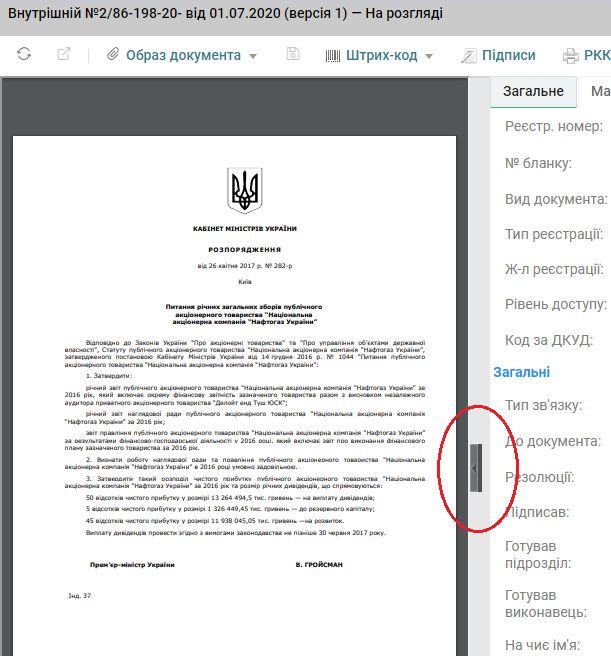 Внутрішній №2/86-198-20- від 01.07.2020 (версія 1) — На розгляді
Образ документа
Штрих-код
Підписи
РКК
Загальне
Ма
Реєстр. номер:
№ бланку:
Вид документа:
Тип реєстрації:
Ж-л реєстрації:
Рівень доступу:
Код за ДКУД:
Загальні
Тип зв'язку:
До документа:
Резолюції:
Підписав:
Готував
підрозділ:
Готував
виконавець:
На чиє ім'я:
КАБІНЕТ МІНІСТРІВ УКРАЇНИ
РОЗПОРЯДЖЕННЯ
від 26 квітня 2017 р. № 282-р
Київ
Питання річних загальних зборів публічного
акціонерного товариства "Національна
акціонерна компанія "Нафтогаз України"
Відповідно до Законів України "Про акціонерні товариства" та "Про управління об'єктами державної
власності", Статуту публічного акціонерного товариства "Національна акціонерна компанія "Нафтогаз України",
затвердженого постановою Кабінету Міністрів України від 14 грудня 2016 р. № 1044 "Питання публічного
акціонерного товариства "Національна акціонерна компанія "Нафтогаз України":
1. Затвердити:
річний звіт публічного акціонерного товариства "Національна акціонерна компанія "Нафтогаз України" за
2016 рік, який включає окрему фінансову звітність зазначеного товариства разом з висновком незалежного
аудитора приватного акціонерного товариства "Делойт енд Туш ЮСК";
річний звіт наглядової ради публічного акціонерного товариства "Національна акціонерна компанія
"Нафтогаз України" за 2016 рік;
звіт правління публічного акціонерного товариства "Національна акціонерна компанія "Нафтогаз України"
за результатами фінансово-господарської діяльності у 2016 році, який включає звіт про виконання фінансового
плану зазначеного товариства за 2016 рік.
2. Визнати роботу наглядової ради та правління публічного акціонерного товариства "Національна
акціонерна компанія "Нафтогаз України" в 2016 році умовно задовільною.
3. Затвердити такий розподіл чистого прибутку публічного акціонерного товариства "Національна
акціонерна компанія "Нафтогаз України" за 2016 рік та розмір річних дивідендів, що спрямовуються:
50 відсотків чистого прибутку у розмірі 13 264 494,5 тис. гривень — на виплату дивідендів;
5 відсотків чистого прибутку у розмірі 1 326 449,45 тис. гривень — до резервного капіталу;
45 відсотків чистого прибутку у розмірі 11 938 045,05 тис. гривень —на розвиток.
Виплату дивідендів провести згідно з вимогами законодавства не пізніше 30 червня 2017 року.
Прем'єр-міністр України
В. ГРОЙСМАН
Інд. 37